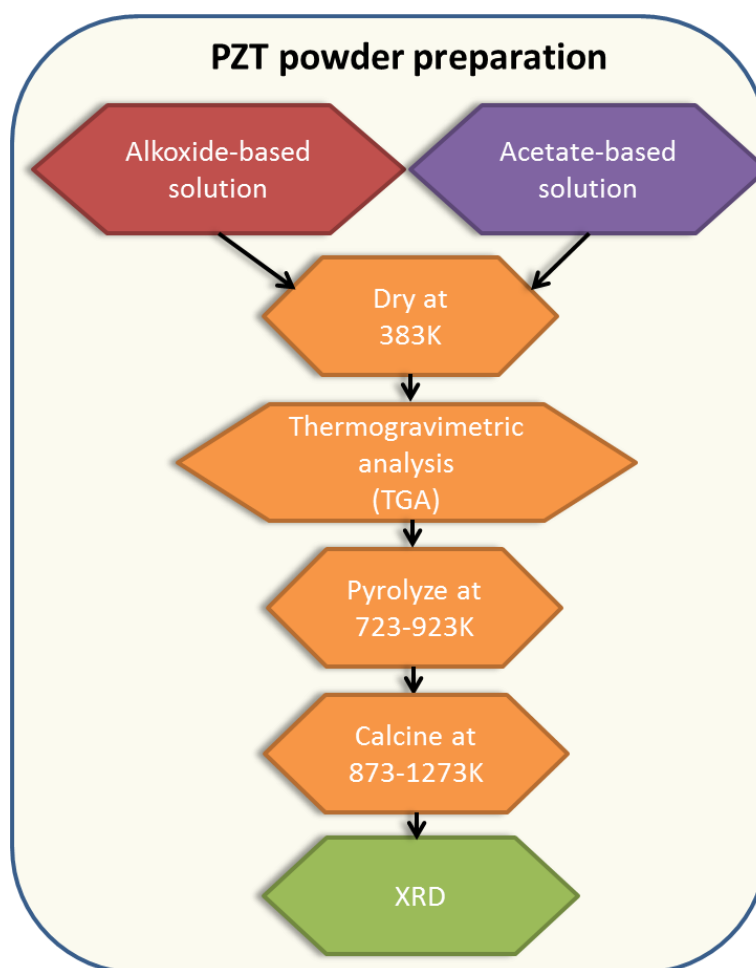 PZT powder preparation
Alkoxide-based
solution
Acetate-based
solution
Dry at
383K
Thermogravimetric
analysis
(TGA)
Pyrolyze at
723-923K
Calcine at
873-1273K
XRD